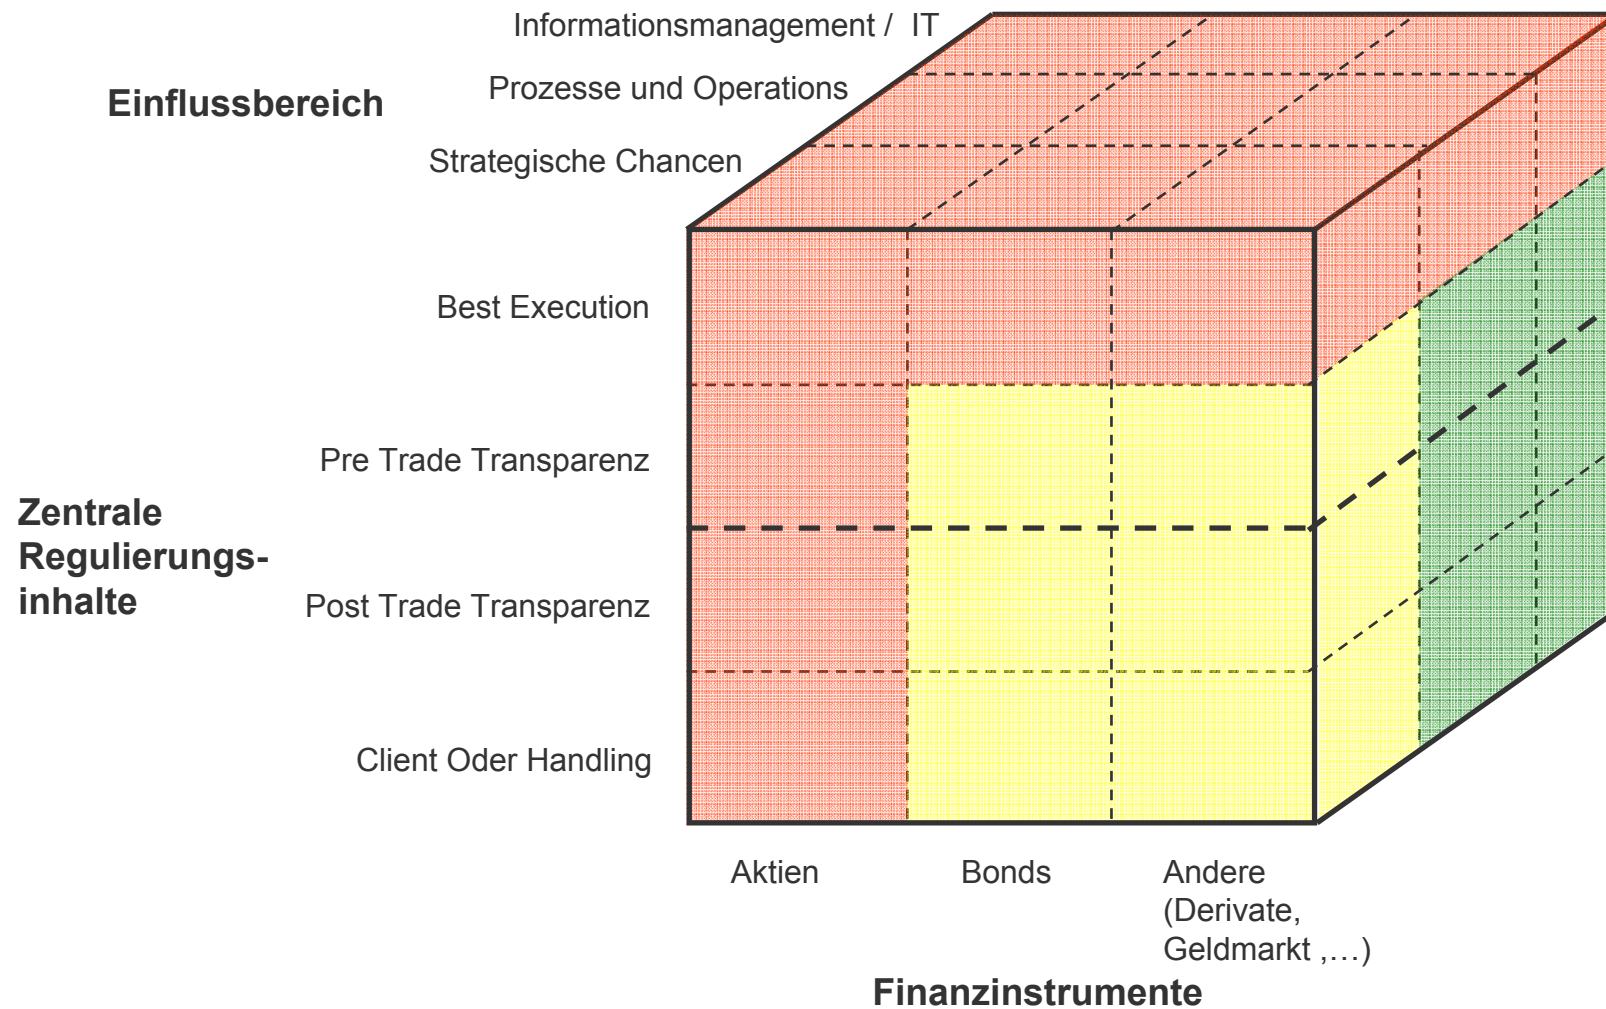 Informationsmanagement / IT
Prozesse und Operations
Einflussbereich
Strategische Chancen
Best Execution
Pre Trade Transparenz
Zentrale
Regulierungs-
inhalte
Post Trade Transparenz
Client Oder Handling
Aktien
Bonds
Andere
(Derivate,
Geldmarkt ,…)
Finanzinstrumente